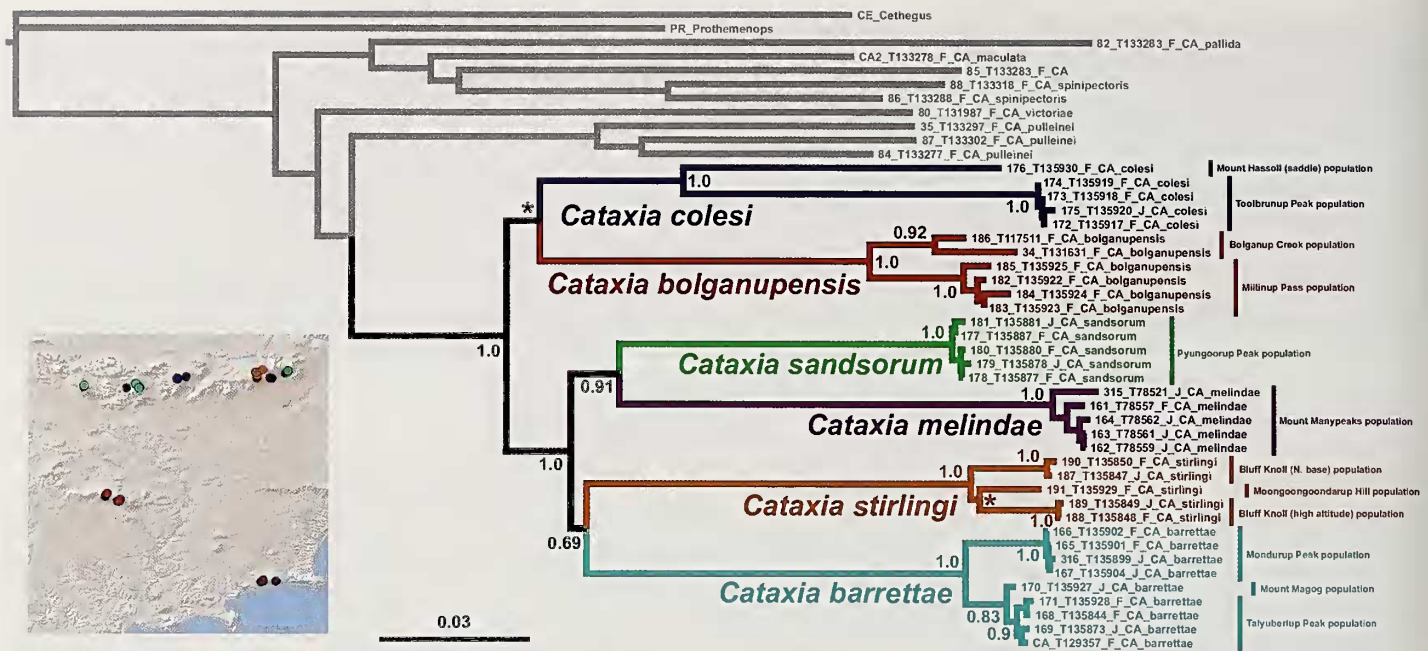 CE_Cethegus
PR_Prothemenops
82_T133283_F_CA_pallida
CA2_T133278_F_CA_maculata
85_T133283_F_CA
88_T133318_F_CA_spinipectoris
86_T133288_F_CA_spinipectoris
80_T131987_F_CA_victoriae
35_T133297_F_CA_pulleinei
87_T133302_F_CA_pulleinei
84_T133277_F_CA_pulleinei
176_T135930_F_CA_colesi
Mount Hassell (saddle) population
1.0
174_T135919_F_CA_colesi
173_T135918_F_CA_colesi
175_T135920_J_CA_colesi
172_T135917_F_CA_colesi
1.0
Toolbrunup Peak population
*
Cataxia colesi
0.92
186_T117511_F_CA_bolganupensis
34_T131631_F_CA_bolganupensis
Bolganup Creek population
1.0
185_T135925_F_CA_bolganupensis
182_T135922_F_CA_bolganupensis
184_T135924_F_CA_bolganupensis
183_T135923_F_CA_bolganupensis
1.0
Millinup Pass population
Cataxia bolganupensis
1.0
181_T135881_J_CA_sandsorum
177_T135887_F_CA_sandsorum
180_T135880_F_CA_sandsorum
179_T135878_J_CA_sandsorum
178_T135877_F_CA_sandsorum
1.0
Pyungoorup Peak population
Cataxia sandsorum
0.91
315_T78521_J_CA_melindae
161_T78557_F_CA_melindae
164_T78562_J_CA_melindae
163_T78561_J_CA_melindae
162_T78559_J_CA_melindae
1.0
Mount Manypeaks population
Cataxia melindae
1.0
190_T135850_F_CA_stirlingi
187_T135847_J_CA_stirlingi
1.0
Bluff Knoll (N. base) population
1.0
191_T135929_F_CA_stirlingi
Moongoongoondarup Hill population
*
189_T135849_J_CA_stirlingi
188_T135848_F_CA_stirlingi
1.0
Bluff Knoll (high altitude) population
Cataxia stirlingi
0.69
166_T135902_F_CA_barrettae
165_T135901_F_CA_barrettae
316_T135899_J_CA_barrettae
167_T135904_J_CA_barrettae
1.0
Mondurup Peak population
1.0
170_T135927_J_CA_barrettae
Mount Magog population
Cataxia barrettae
171_T135928_F_CA_barrettae
168_T135844_F_CA_barrettae
169_T135873_J_CA_barrettae
CA_T129357_F_CA_barrettae
0.83
0.9
Talyuberlup Peak population
0.03